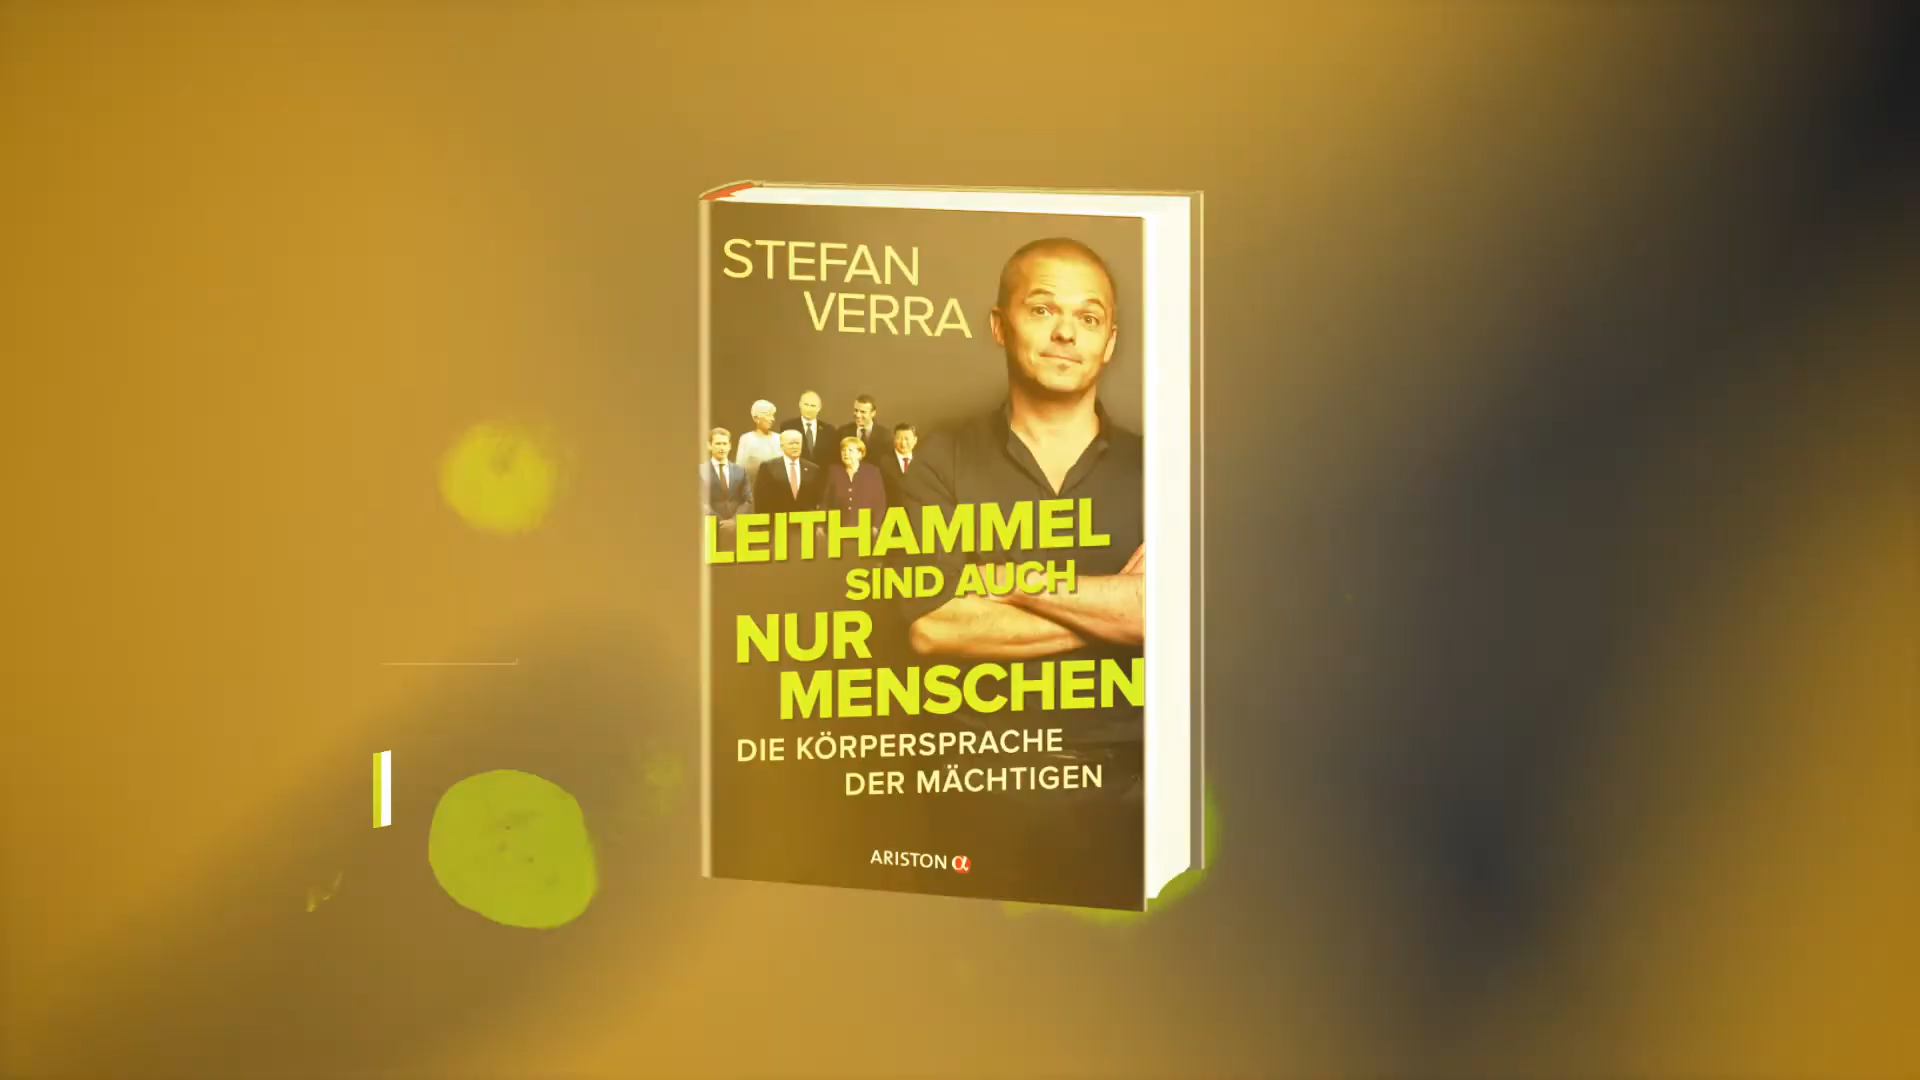 STEFAN
VERRA
LEITHAMMEL
SIND AUCH
NUR
MENSCHEN
DIE KÖRPERSPRACHE
DER MÄCHTIGEN
ARISTON α